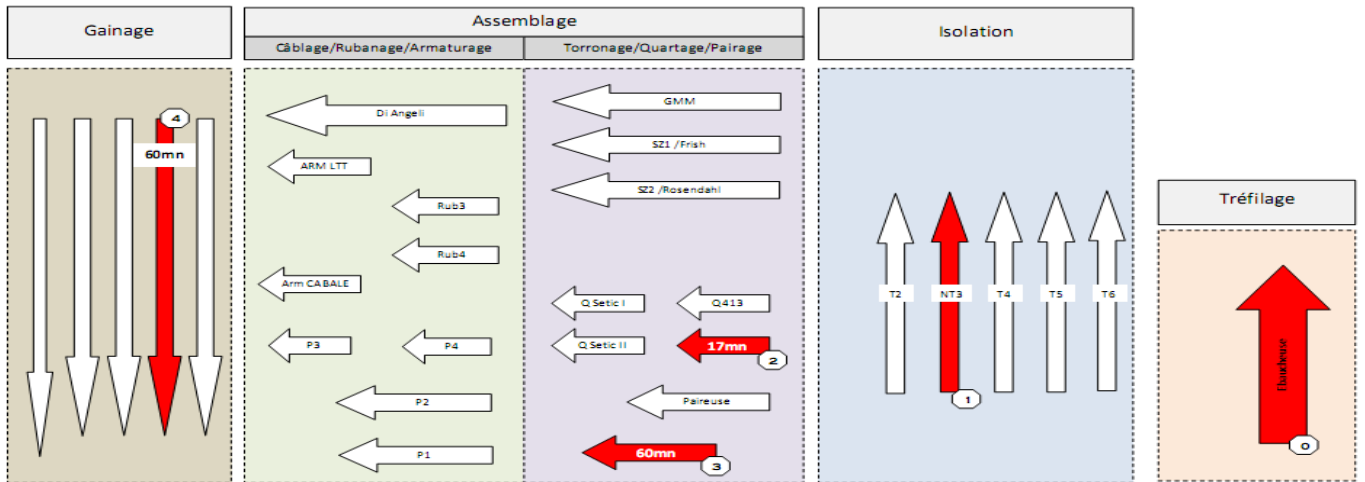 Gainage
Assemblage
Câblage/Rubanage/Armaturage
Torronage/Quartage/Pairage
Isolation
Tréfilage
4
60mn
Di Angeli
ARM LTT
Rub3
Rub4
Arm CABALE
P3
P4
P2
P1
GMM
SZ1 /Frish
SZ2 /Rosendahl
Q Setic I
Q413
Q Setic II
17mn
2
Paireuse
60mn
3
T2
NT3
T4
T5
T6
1
Ebaucheuse
0